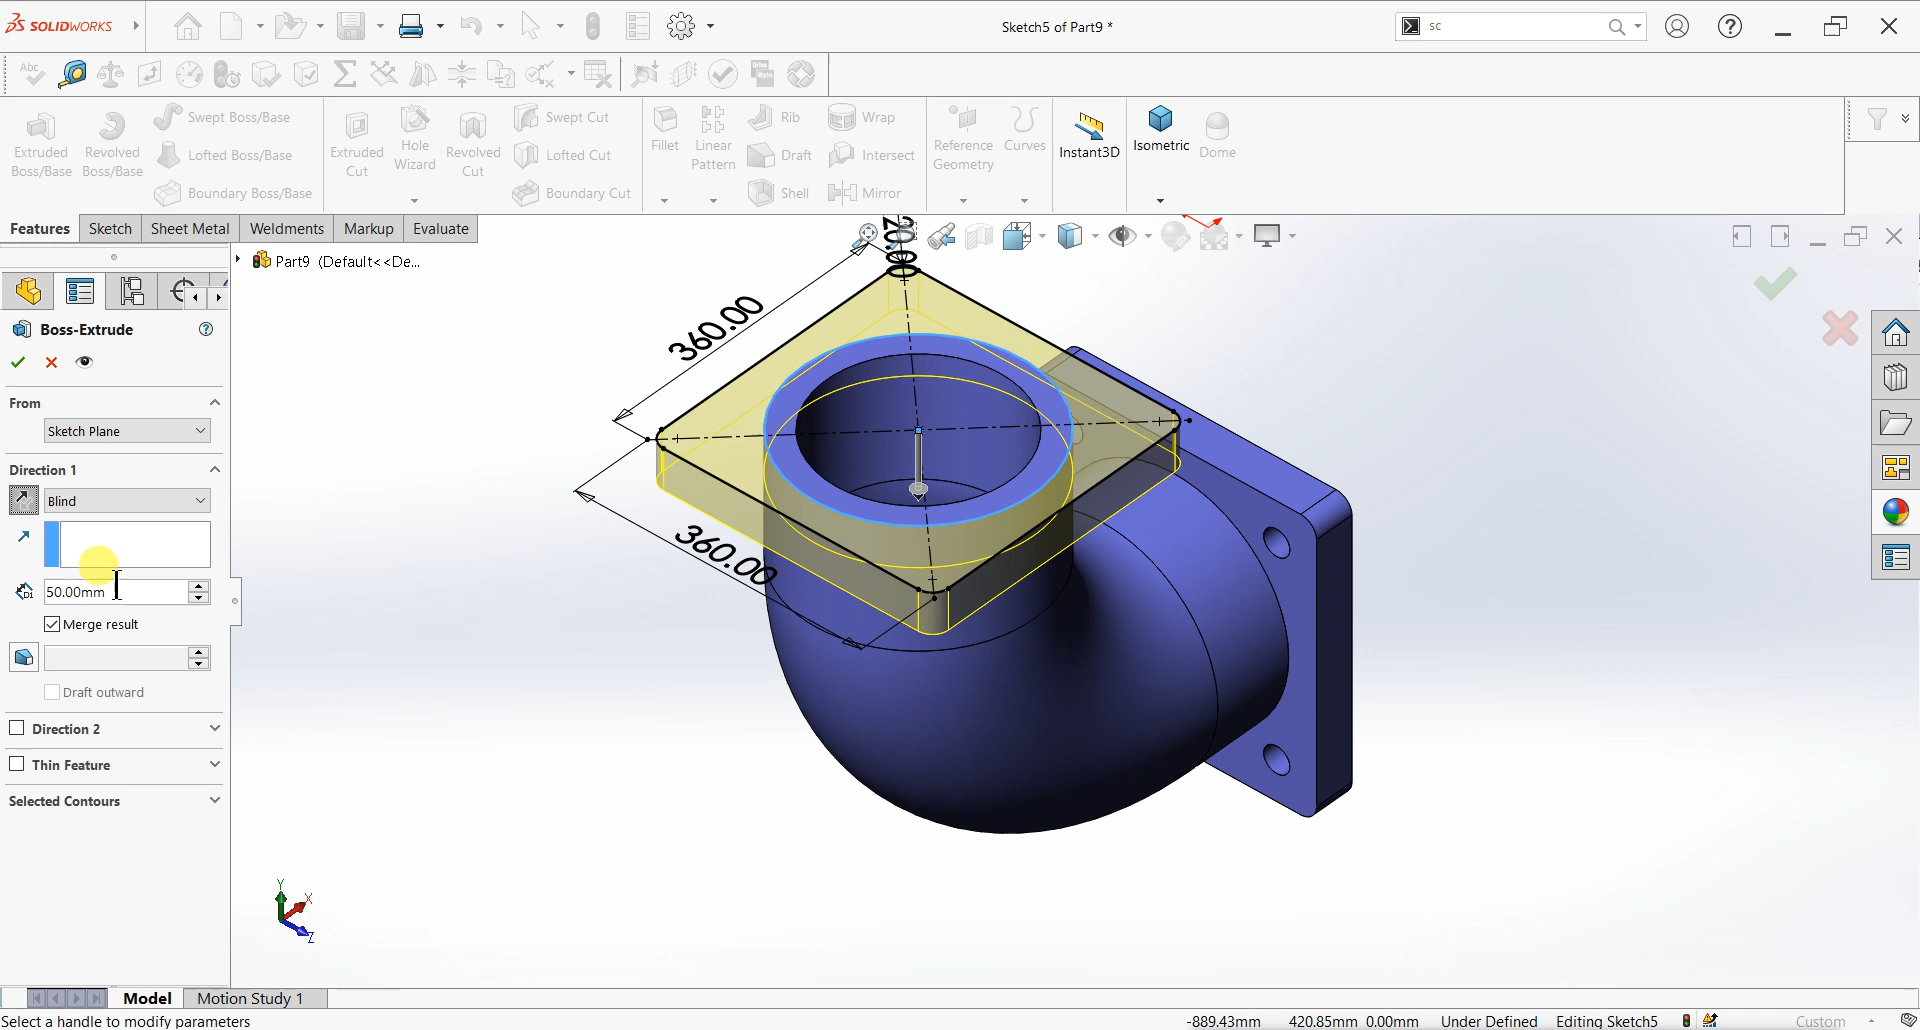 SOLIDWORKS
Sketch5 of Part9 *
sc
Abc
Extruded Boss/Base
Revolved Boss/Base
Swept Boss/Base
Lofted Boss/Base
Boundary Boss/Base
Extruded Cut
Hole Wizard
Revolved Cut
Swept Cut
Lofted Cut
Boundary Cut
Fillet
Linear Pattern
Rib
Draft
Shell
Wrap
Intersect
Mirror
Reference Geometry
Curves
Instant3D
Isometric
Dome
Features
Sketch
Sheet Metal
Weldments
Markup
Evaluate
Part9 (Default<<De...
Boss-Extrude
From
Sketch Plane
Direction 1
Blind
D1
50.00mm
Merge result
Draft outward
Direction 2
Thin Feature
Selected Contours
360.00
360.00
Y
X
Z
Model
Motion Study 1
Select a handle to modify parameters
-889.43mm
420.85mm 0.00mm
Under Defined
Editing Sketch5
Custom